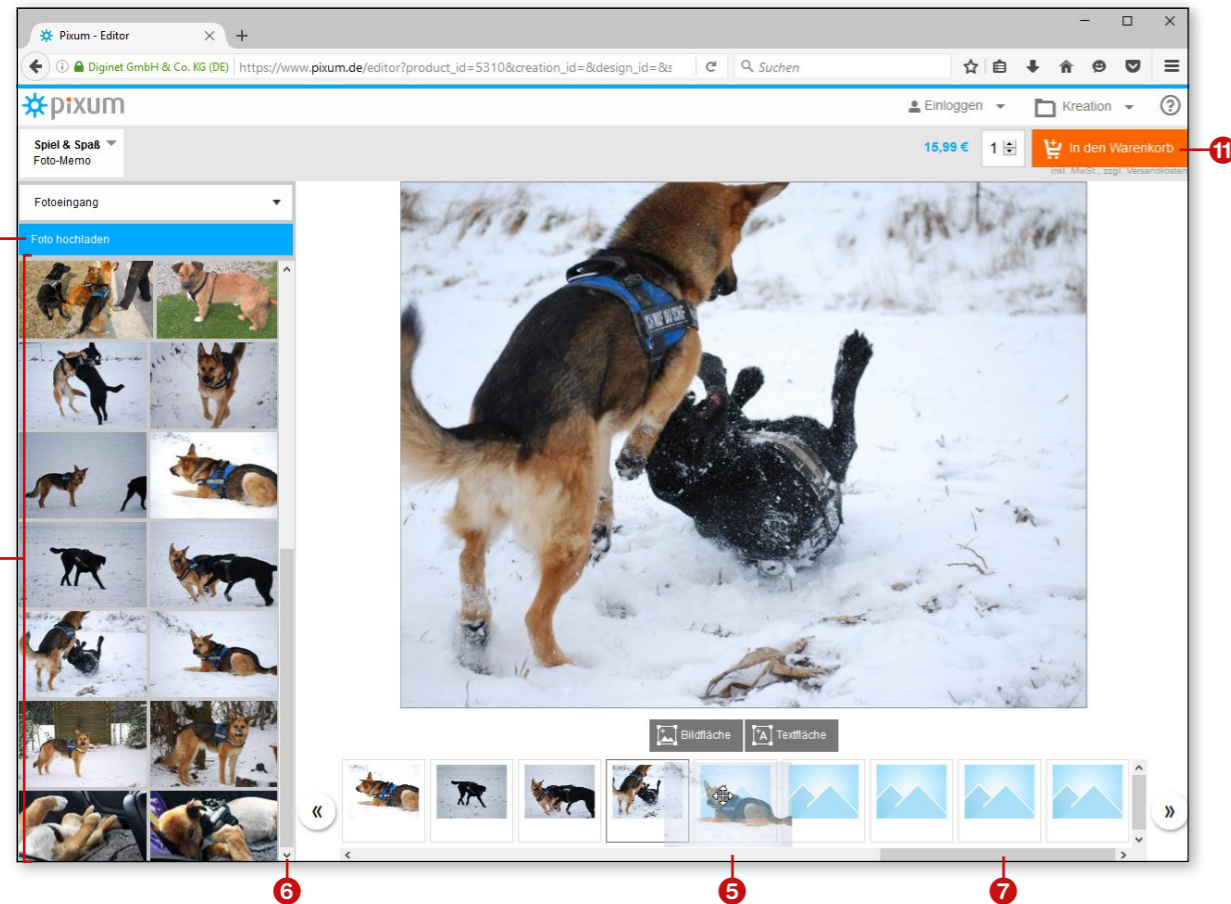 Pixum - Editor
Diginet GmbH & Co. KG (DE)
https://www.pixum.de/editor?product_id=5310&creation_id=&design_id=&s
Suchen
pixum
Einloggen
Kreation
?
Spiel & Spaß
Foto-Memo
15,99 €
1
In den Warenkorb
11
inkl. MwSt., zzgl. Versandkosten
Fotoeingang
Foto hochladen
Bildfläche
Textfläche
6
5
7